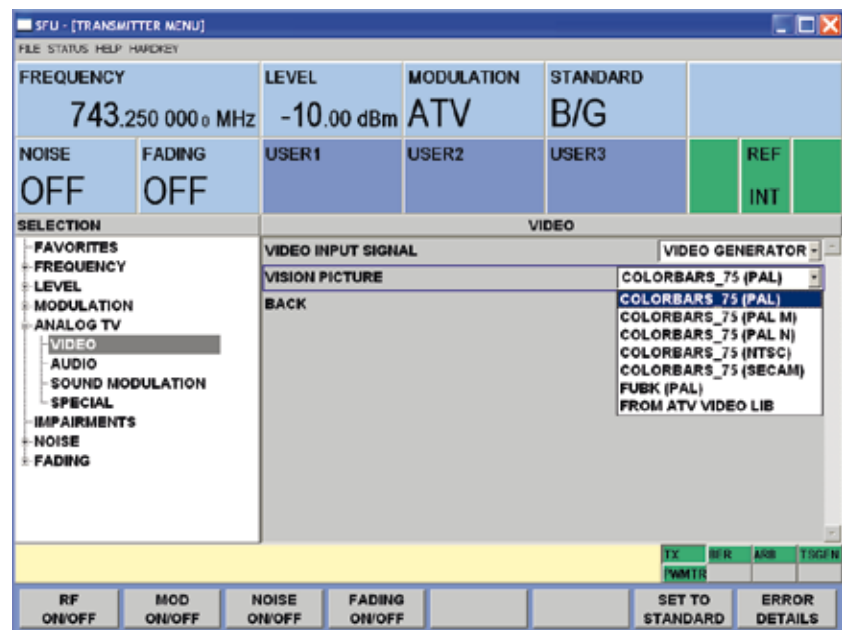 SFU - [TRANSMITTER MENU]
FILE STATUS HELP HARDKEY
FREQUENCY
743.250 000 0 MHz
LEVEL
-10.00 dBm
MODULATION
ATV
STANDARD
B/G
NOISE
OFF
FADING
OFF
USER1
USER2
USER3
REF
INT
SELECTION
FAVORITES
FREQUENCY
LEVEL
MODULATION
ANALOG TV
VIDEO
AUDIO
SOUND MODULATION
SPECIAL
IMPAIRMENTS
NOISE
FADING
VIDEO
VIDEO INPUT SIGNAL
VIDEO GENERATOR
VISION PICTURE
COLORBARS_75 (PAL)
BACK
COLORBARS_75 (PAL)
COLORBARS_75 (PAL M)
COLORBARS_75 (PAL N)
COLORBARS_75 (NTSC)
COLORBARS_75 (SECAM)
FUBK (PAL)
FROM ATV VIDEO LIB
TX BER ARB TSGEN
PWMTR
RF ON/OFF
MOD ON/OFF
NOISE ON/OFF
FADING ON/OFF
SET TO STANDARD
ERROR DETAILS